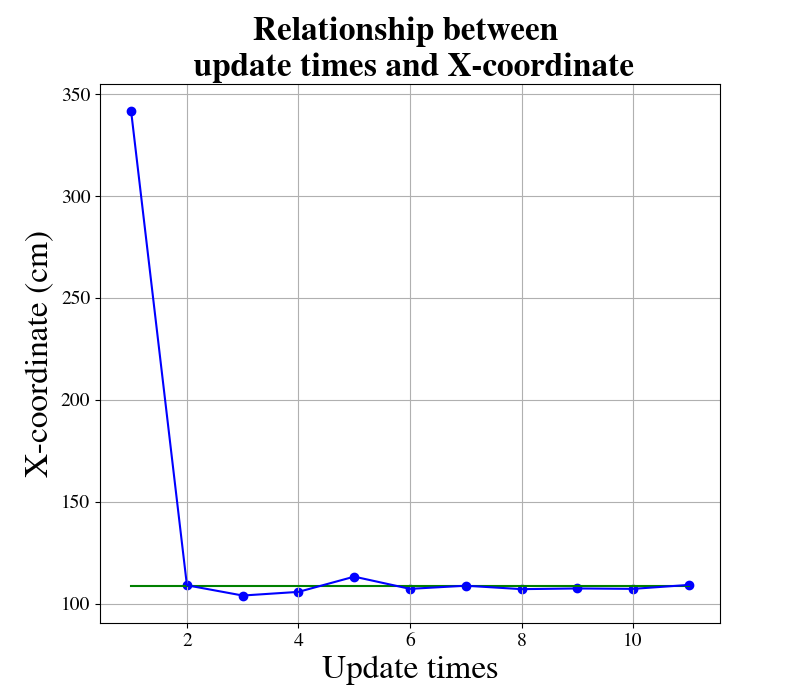 Relationship between
update times and X-coordinate
350
300
250
200
150
100
X-coordinate (cm)
2 4 6 8 10
Update times